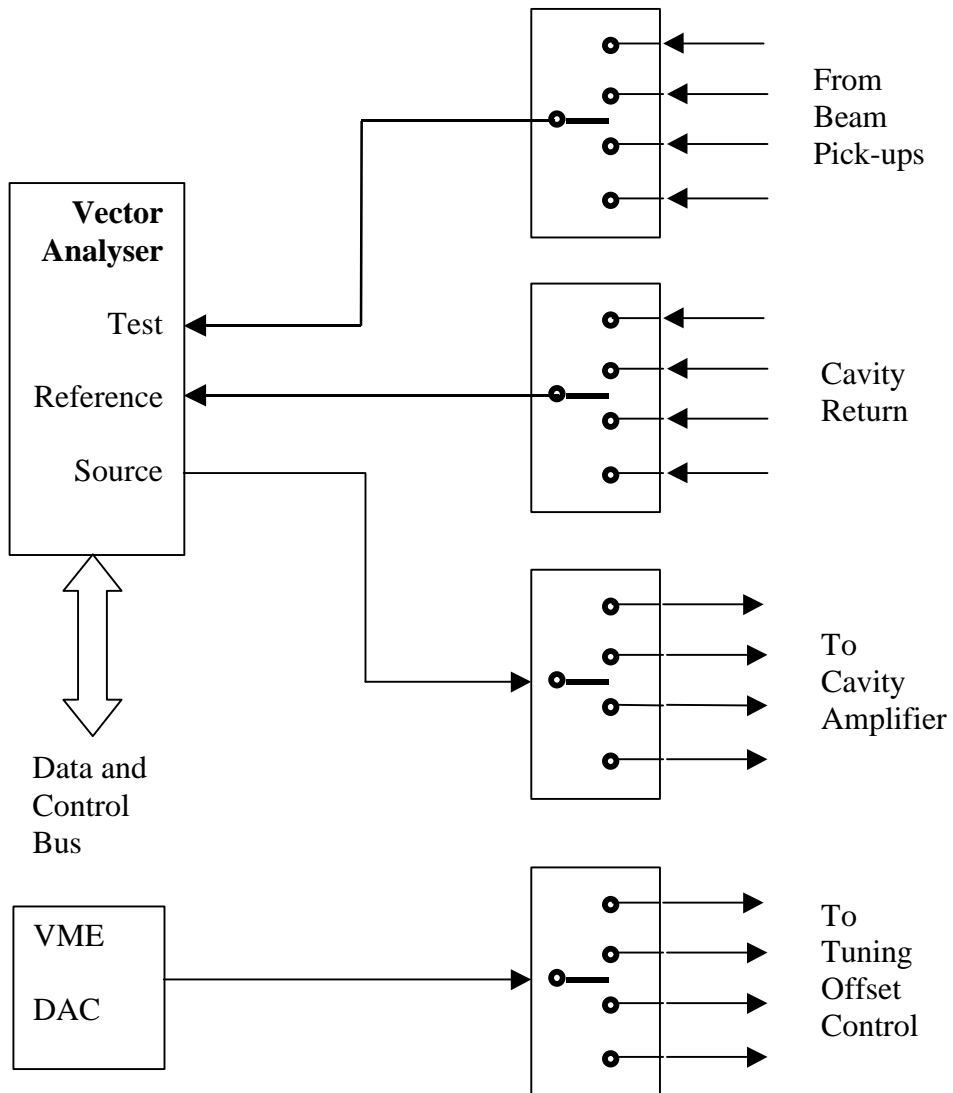 From
Beam
Pick-ups
Vector
Analyser
Test
Reference
Source
Cavity
Return
To
Cavity
Amplifier
Data and
Control
Bus
VME
DAC
To
Tuning
Offset
Control